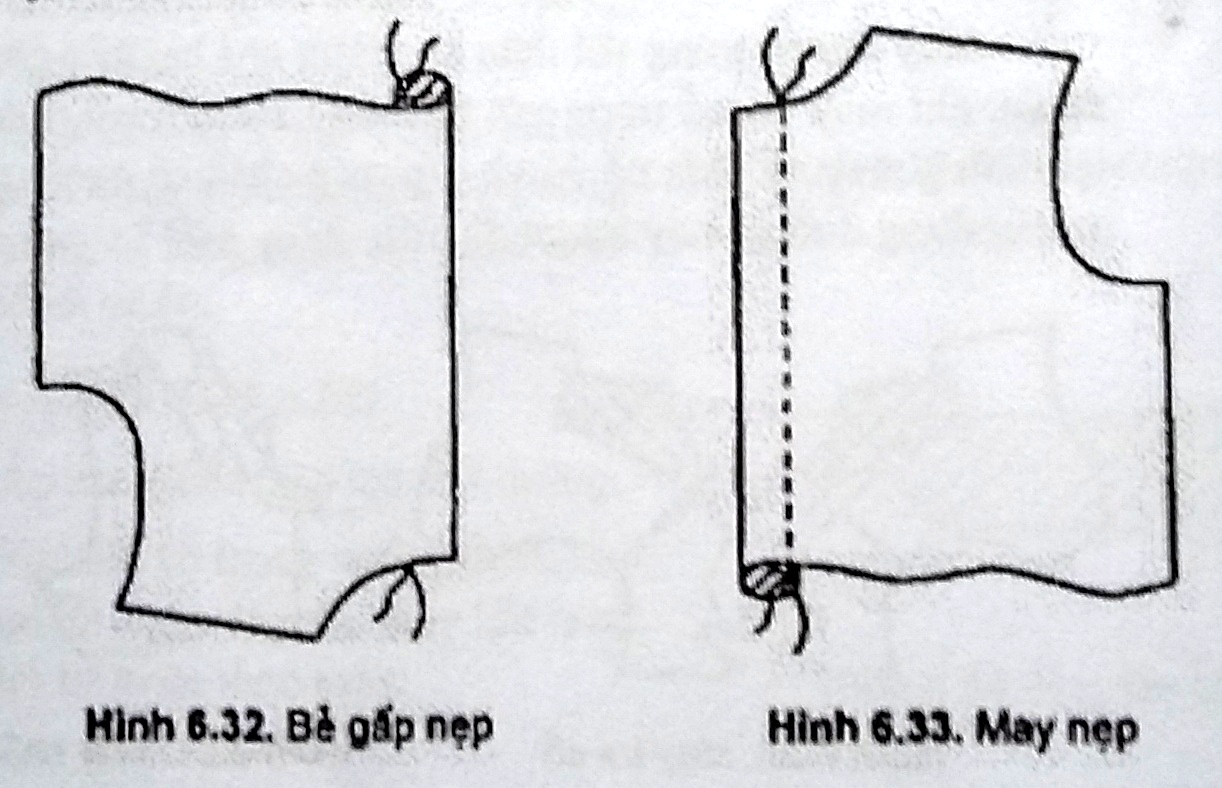 Hình 6.32. Bẻ gấp nẹp
Hình 6.33. May nẹp